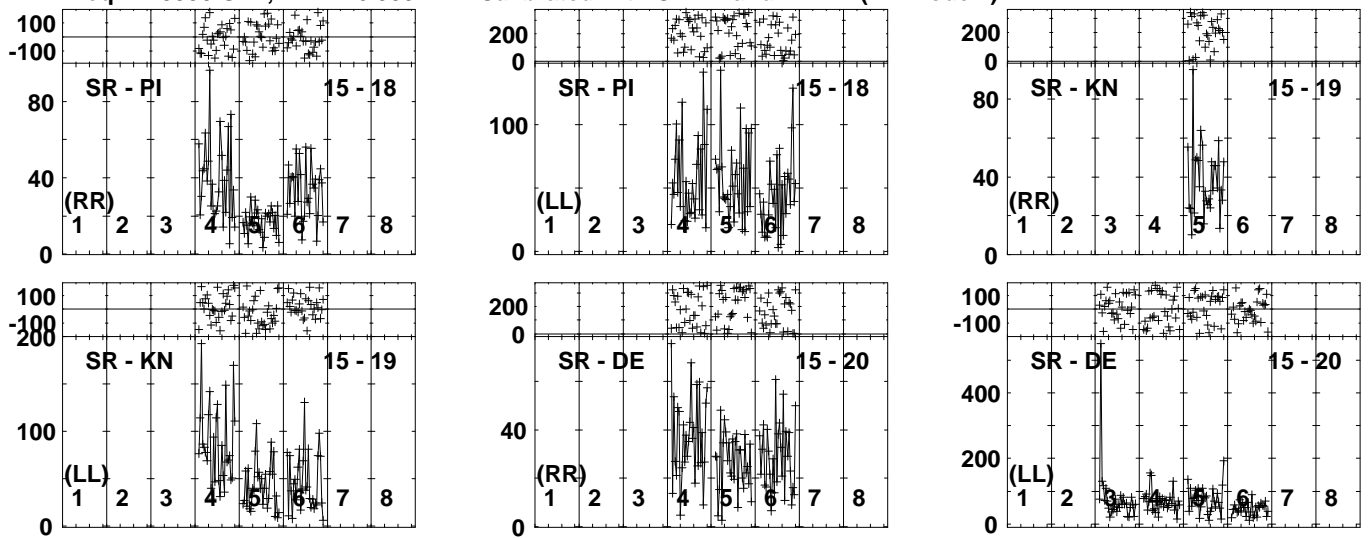 100 -100 200 0 200 0
SR - PI 15 - 18 SR - PI 15 - 18 SR - KN 15 - 19
80 100 80
40 40
(RR) (LL) (RR)
1 2 3 4 5 6 7 8 1 2 3 4 5 6 7 8 1 2 3 4 5 6 7 8
0 0 0
100 -100 200 0 100 -100
200
SR - KN 15 - 19 SR - DE 15 - 20 SR - DE 15 - 20
400
100 40 200
(LL) (RR) (LL)
1 2 3 4 5 6 7 8 1 2 3 4 5 6 7 8 1 2 3 4 5 6 7 8
0 0 0